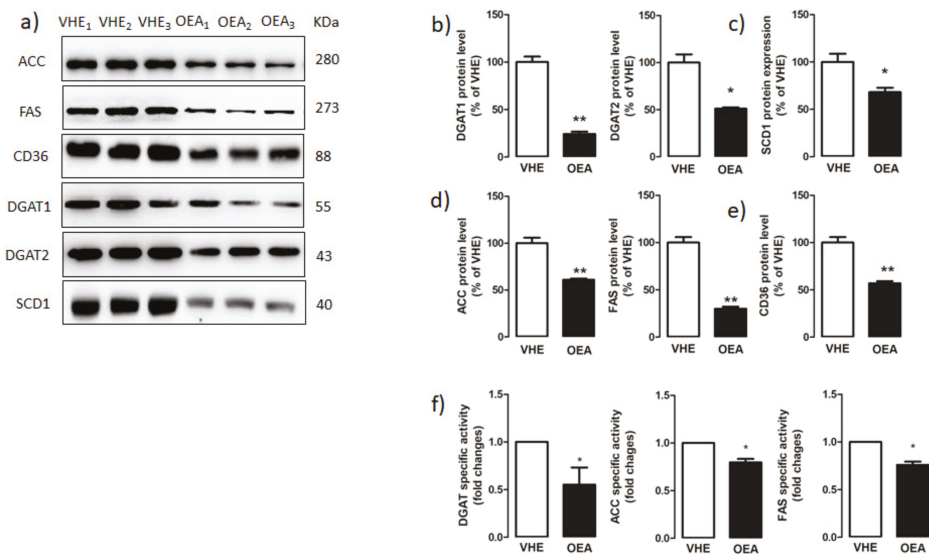 a)
VHE1 VHE2 VHE3 OEA1 OEA2 OEA3 KDa
ACC 280
FAS 273
CD36 88
DGAT1 55
DGAT2 43
SCD1 40
b)
DGAT1 protein level
(% of VHE)
150
100
50
0
**
VHE OEA
DGAT2 protein level
(% of VHE)
150
100
50
0
*
VHE OEA
c)
SCD1 protein expression
(% of VHE)
150
100
50
0
*
VHE OEA
d)
ACC protein level
(% of VHE)
150
100
50
0
**
VHE OEA
FAS protein level
(% of VHE)
150
100
50
0
**
VHE OEA
e)
CD36 protein level
(% of VHE)
150
100
50
0
**
VHE OEA
f)
DGAT specific activity
(fold changes)
1.5
1.0
0.5
0.0
*
VHE OEA
ACC specific activity
(fold chages)
1.5
1.0
0.5
0.0
*
VHE OEA
FAS specific activity
(fold chages)
1.5
1.0
0.5
0.0
*
VHE OEA